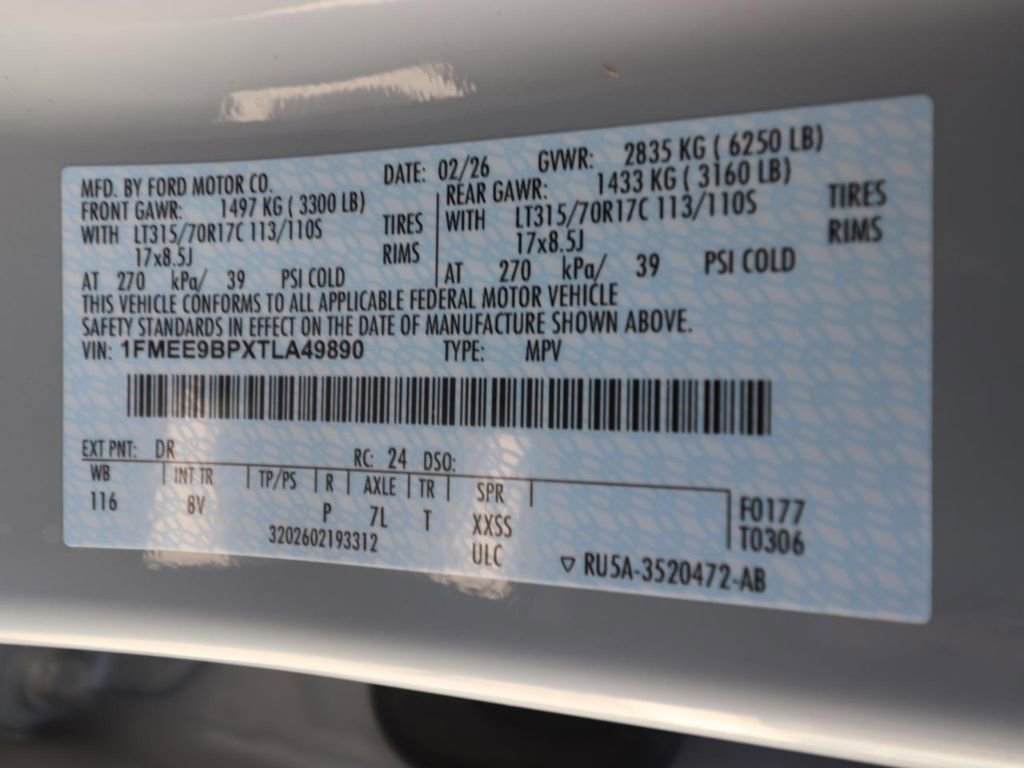 MFD. BY FORD MOTOR CO. DATE: 02/26 GVWR: 2835 KG ( 6250 LB)
FRONT GAWR: 1497 KG ( 3300 LB) REAR GAWR: 1433 KG ( 3160 LB)
WITH LT315/70R17C 113/110S TIRES WITH LT315/70R17C 113/110S TIRES
17x8.5J RIMS 17x8.5J RIMS
AT 270 kPa/ 39 PSI COLD AT 270 kPa/ 39 PSI COLD
THIS VEHICLE CONFORMS TO ALL APPLICABLE FEDERAL MOTOR VEHICLE
SAFETY STANDARDS IN EFFECT ON THE DATE OF MANUFACTURE SHOWN ABOVE.
VIN: 1FMEE9BPXTLA49890 TYPE: MPV
EXT PNT: DR RC: 24 DSO:
WB INT TR TP/PS R AXLE TR SPR
116 8V P 7L T XXSS F0177
3202602193312 ULC T0306
▽ RU5A-3520472-AB